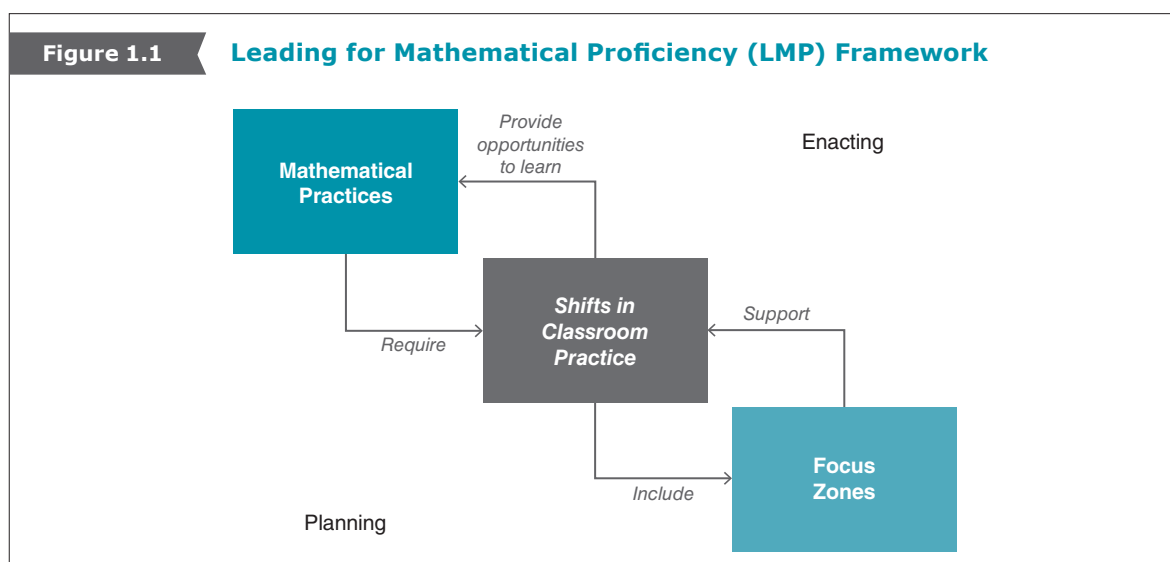 Figure 1.1
Leading for Mathematical Proficiency (LMP) Framework
Provide
opportunities
to learn
Enacting
Mathematical
Practices
Shifts in
Classroom
Practice
Support
Require
Focus
Zones
Include
Planning